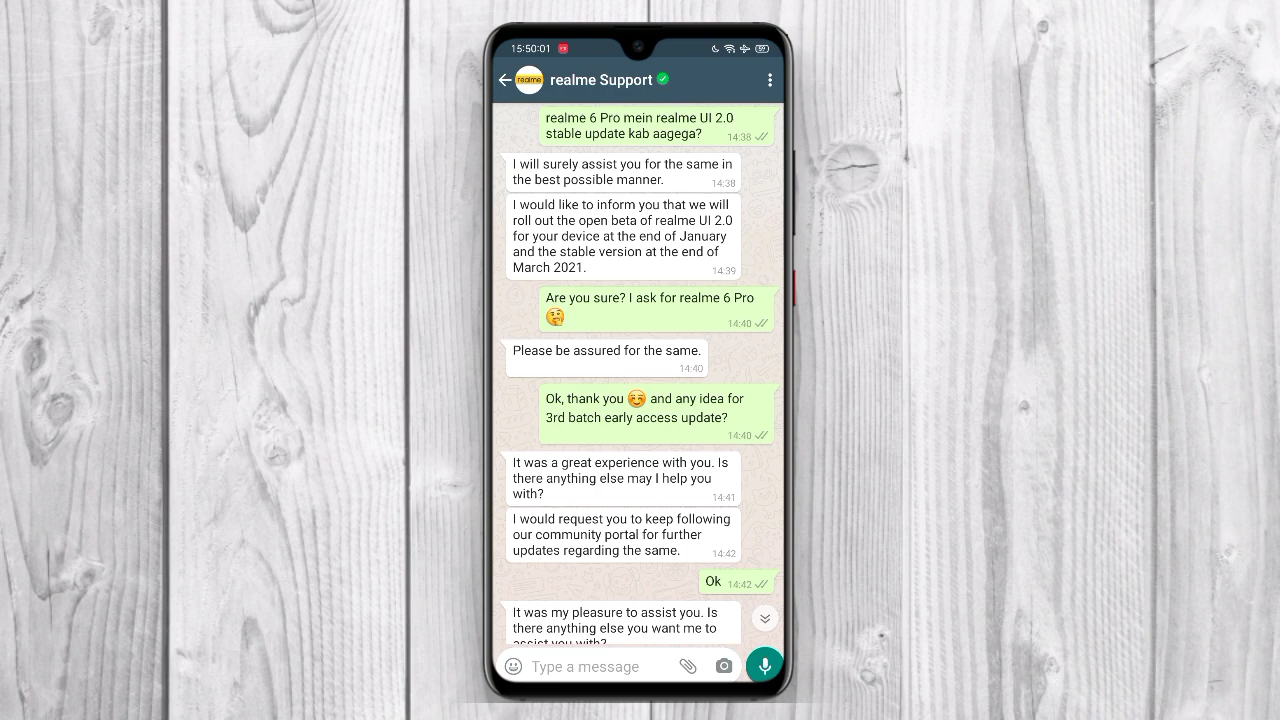 15:50:01
59
realme
realme Support
realme 6 Pro mein realme UI 2.0
stable update kab aagega?
14:38
I will surely assist you for the same in
the best possible manner.
14:38
I would like to inform you that we will
roll out the open beta of realme UI 2.0
for your device at the end of January
and the stable version at the end of
March 2021.
14:39
Are you sure? I ask for realme 6 Pro
14:40
Please be assured for the same.
14:40
Ok, thank you ☺️ and any idea for
3rd batch early access update?
14:40
It was a great experience with you. Is
there anything else may I help you
with?
14:41
I would request you to keep following
our community portal for further
updates regarding the same.
14:42
Ok 14:42
It was my pleasure to assist you. Is
there anything else you want me to
assist you with?
Type a message